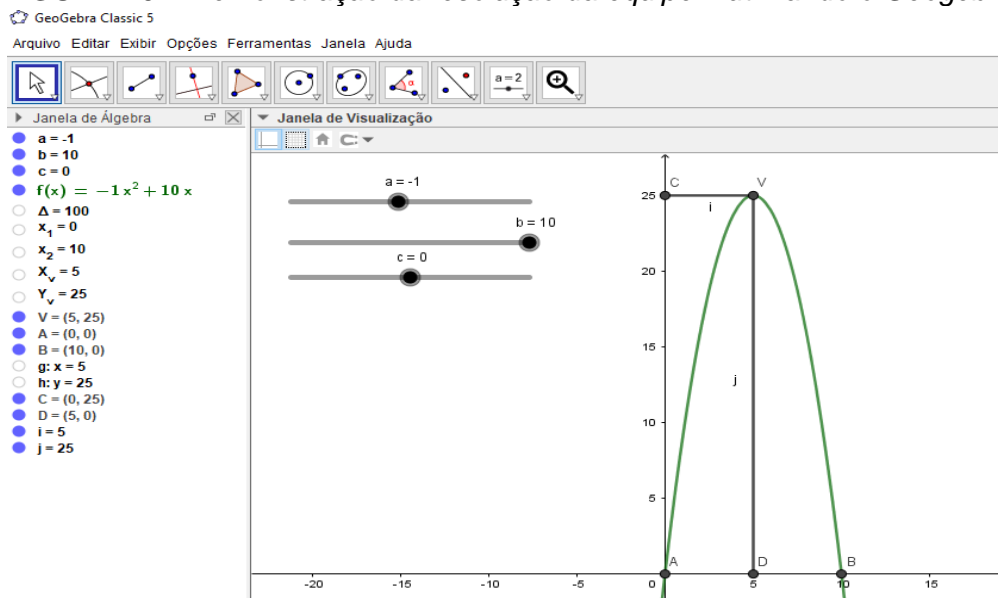 GeoGebra Classic 5
Arquivo Editar Exibir Opções Ferramentas Janela Ajuda
a = 2
Janela de Álgebra
a = -1
b = 10
c = 0
f(x) = −1 x² + 10 x
Δ = 100
x₁ = 0
x₂ = 10
Xᵥ = 5
Yᵥ = 25
V = (5, 25)
A = (0, 0)
B = (10, 0)
g: x = 5
h: y = 25
C = (0, 25)
D = (5, 0)
i = 5
j = 25
Janela de Visualização
a = -1
b = 10
c = 0
C V
25
i
20
15
j
10
5
A D B
-20 -15 -10 -5 0 5 10 15